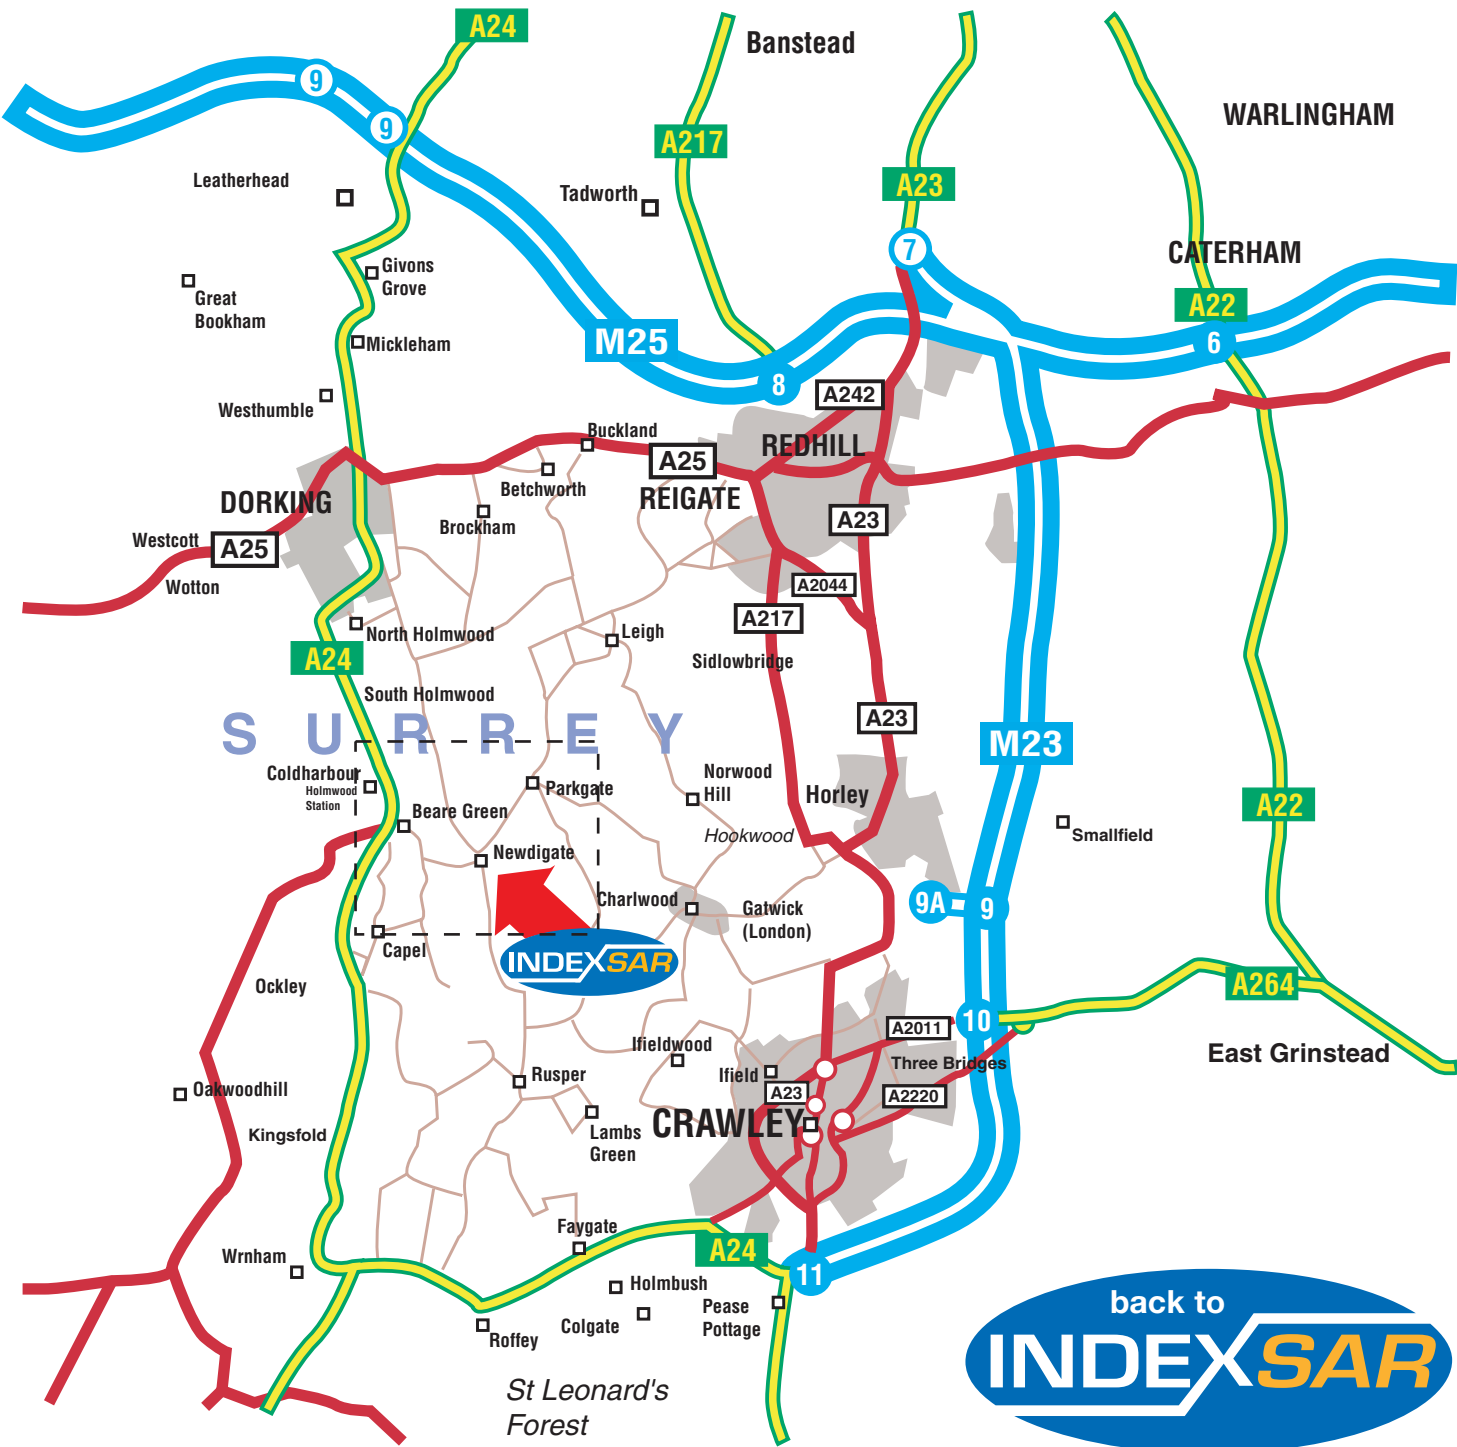 A24
Banstead
9
WARLINGHAM
9
A217
Leatherhead
Tadworth
A23
7
CATERHAM
Givons
Grove
Great
Bookham
A22
Mickleham
M25
6
8
Westhumble
A242
Buckland
REDHILL
A25
Betchworth
REIGATE
DORKING
Brockham
A23
Westcott
A25
Wotton
A2044
A217
North Holmwood
Leigh
A24
Sidlowbridge
South Holmwood
A23
SURREY
M23
Coldharbour
Holmwood
Station
Norwood
Hill
Parkgate
Horley
A22
Beare Green
Hookwood
Smallfield
Newdigate
Charlwood
9A
9
Gatwick
(London)
Capel
INDEXSAR
Ockley
A264
10
A2011
Ifieldwood
East Grinstead
Three Bridges
Rusper
Ifield
Oakwoodhill
A23
A2220
CRAWLEY
Kingsfold
Lambs
Green
Faygate
A24
Wrnham
11
Holmbush
Pease
Pottage
Colgate
Roffey
back to
INDEXSAR
St Leonard's
Forest